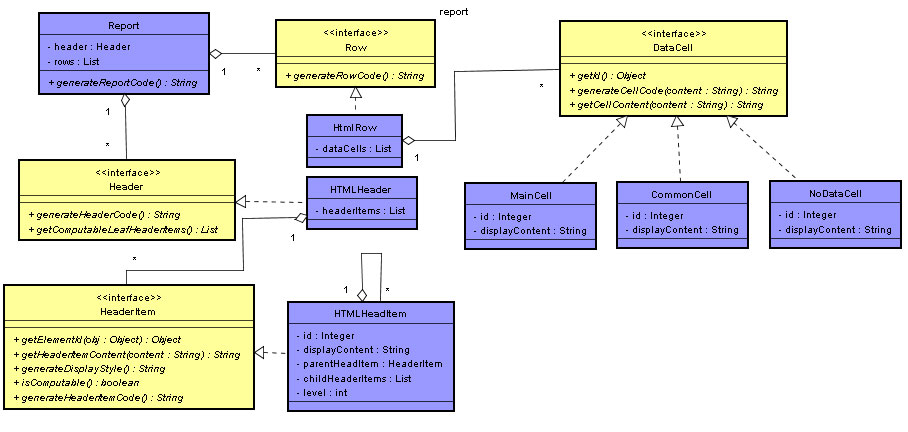 report
Report
- header : Header
- rows : List
+ generateReportCode() : String
1
*
1
*
<<interface>>
Row
+ generateRowCode() : String
<<interface>>
DataCell
+ getId() : Object
+ generateCellCode(content : String) : String
+ getCellContent(content : String) : String
HtmlRow
- dataCells : List
1
*
<<interface>>
Header
+ generateHeaderCode() : String
+ getComputableLeafHeaderItems() : List
HTMLHeader
- headerItems : List
1
*
MainCell
- id : Integer
- displayContent : String
CommonCell
- id : Integer
- displayContent : String
NoDataCell
- id : Integer
- displayContent : String
<<interface>>
HeaderItem
+ getElementId(obj : Object) : Object
+ getHeaderItemContent(content : String) : String
+ generateDisplayStyle() : String
+ isComputable() : boolean
+ generateHeaderItemCode() : String
1
*
HTMLHeadItem
- id : Integer
- displayContent : String
- parentHeadItem : HeaderItem
- childHeaderItems : List
- level : int